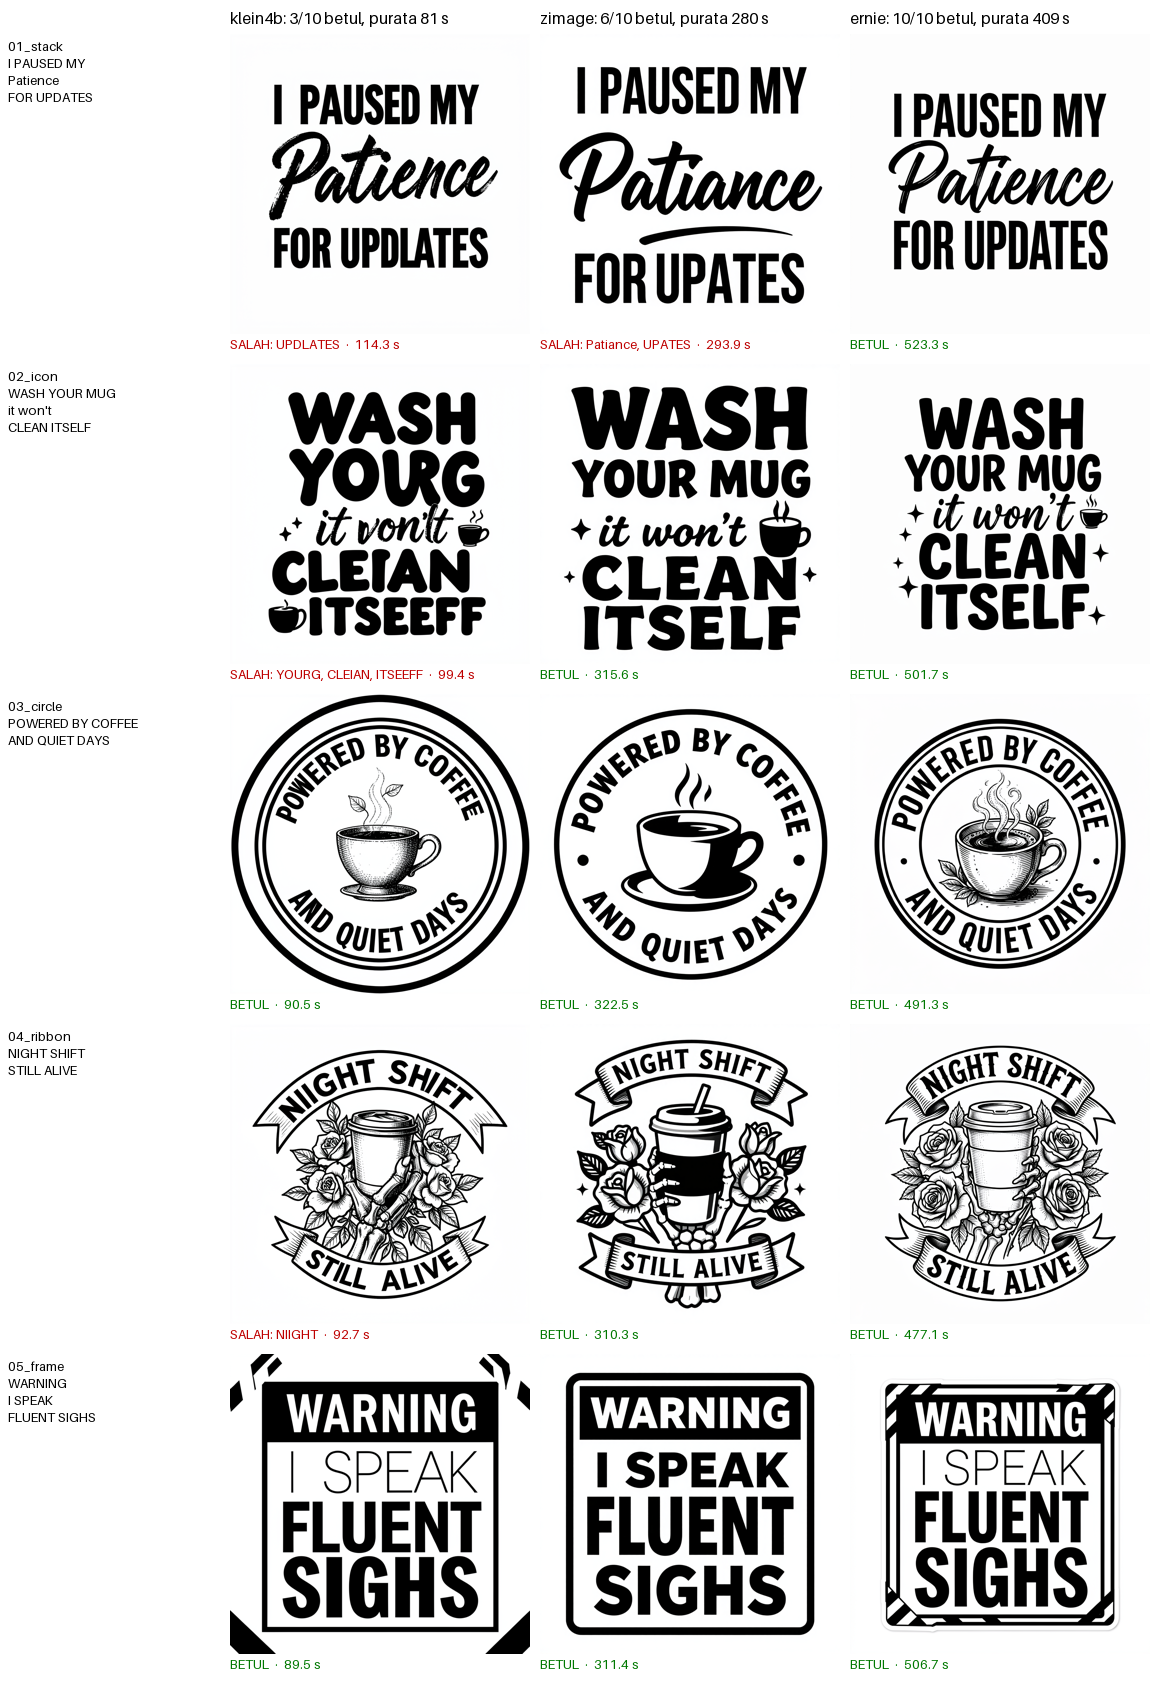 klein4b: 3/10 betul, purata 81 s
zimage: 6/10 betul, purata 280 s
ernie: 10/10 betul, purata 409 s
01_stack
I PAUSED MY
Patience
FOR UPDATES
I PAUSED MY
Patience
FOR UPDLATES
SALAH: UPDLATES · 114.3 s
I PAUSED MY
Patiance
FOR UPATES
SALAH: Patiance, UPATES · 293.9 s
I PAUSED MY
Patience
FOR UPDATES
BETUL · 523.3 s
02_icon
WASH YOUR MUG
it won't
CLEAN ITSELF
WASH
YOURG
it won't
CLEIAN
ITSEEFF
SALAH: YOURG, CLEIAN, ITSEEFF · 99.4 s
WASH
YOUR MUG
it won't
CLEAN
ITSELF
BETUL · 315.6 s
WASH
YOUR MUG
it won't
CLEAN
ITSELF
BETUL · 501.7 s
03_circle
POWERED BY COFFEE
AND QUIET DAYS
POWERED BY COFFEE
AND QUIET DAYS
BETUL · 90.5 s
POWERED BY COFFEE
AND QUIET DAYS
BETUL · 322.5 s
POWERED BY COFFEE
AND QUIET DAYS
BETUL · 491.3 s
04_ribbon
NIGHT SHIFT
STILL ALIVE
NIIGHT SHIFT
STILL ALIVE
SALAH: NIIGHT · 92.7 s
NIGHT SHIFT
STILL ALIVE
BETUL · 310.3 s
NIGHT SHIFT
STILL ALIVE
BETUL · 477.1 s
05_frame
WARNING
I SPEAK
FLUENT SIGHS
WARNING
I SPEAK
FLUENT
SIGHS
BETUL · 89.5 s
WARNING
I SPEAK
FLUENT
SIGHS
BETUL · 311.4 s
WARNING
I SPEAK
FLUENT
SIGHS
BETUL · 506.7 s